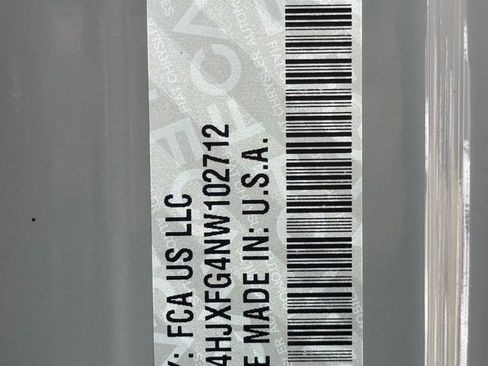 : FCA US LLC
4HJXFG4NW102712
E MADE IN: U.S.A.